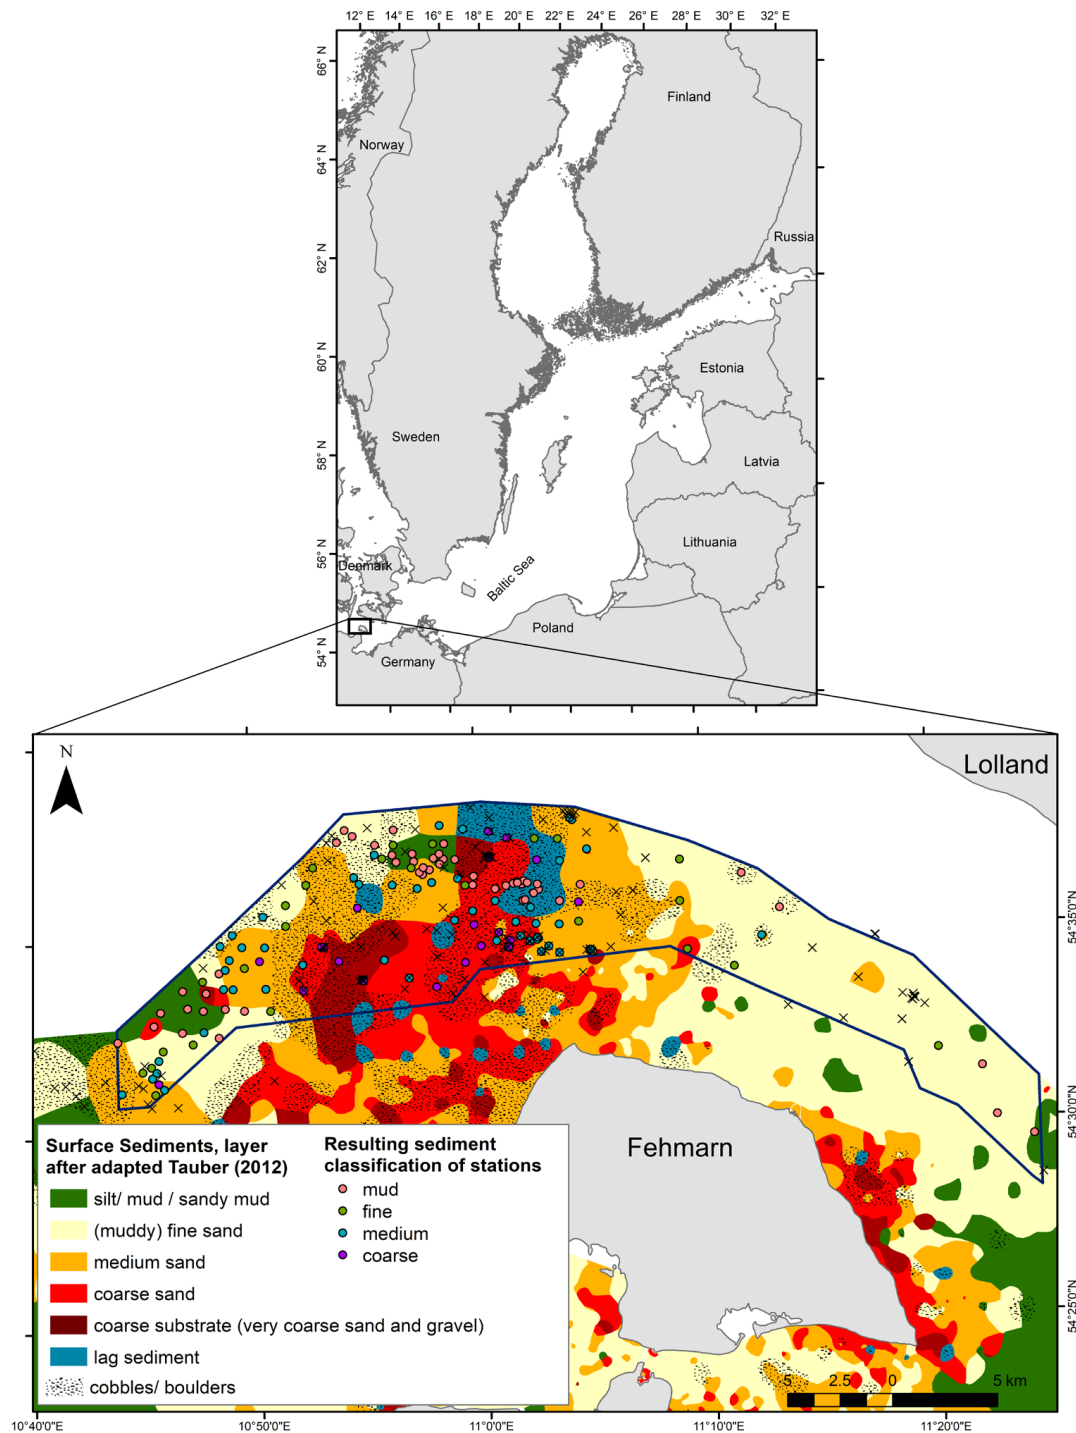 12° E 14° E 16° E 18° E 20° E 22° E 24° E 26° E 28° E 30° E 32° E
66° N
64° N
62° N
60° N
58° N
56° N
54° N
Finland
Norway
Russia
Estonia
Sweden
Latvia
Lithuania
Denmark
Baltic Sea
Poland
Germany
N
Lolland
Fehmarn
54°35'0"N
54°30'0"N
54°25'0"N
Surface Sediments, layer
after adapted Tauber (2012)
silt/ mud / sandy mud
(muddy) fine sand
medium sand
coarse sand
coarse substrate (very coarse sand and gravel)
lag sediment
cobbles/ boulders
Resulting sediment
classification of stations
mud
fine
medium
coarse
5 2.5 0 5 km
10°40'0"E 10°50'0"E 11°00'0"E 11°10'0"E 11°20'0"E